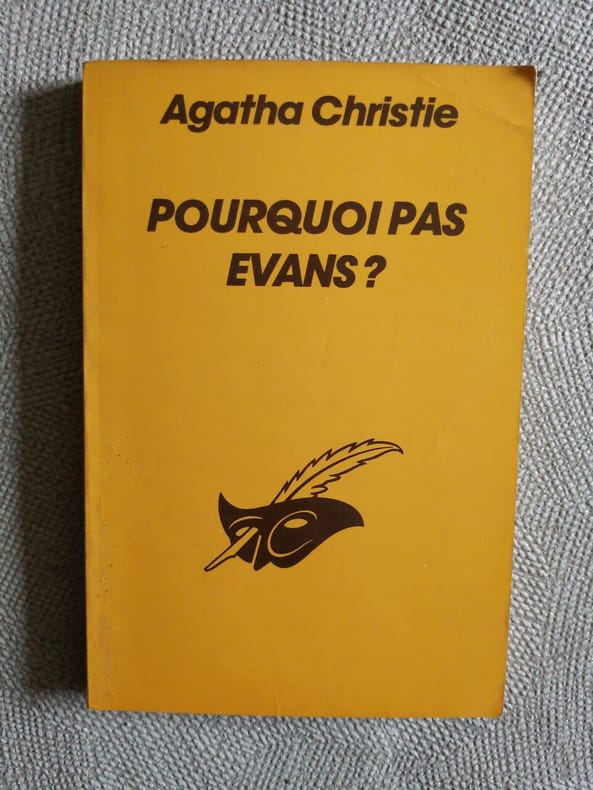 Agatha Christie
POURQUOI PAS
EVANS ?